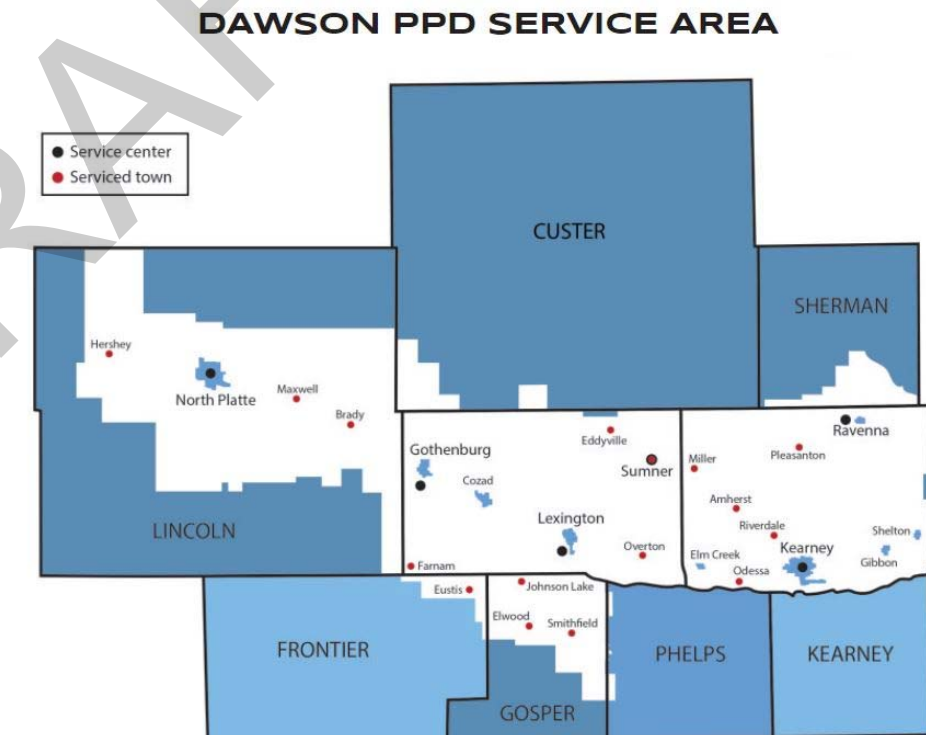 DAWSON PPD SERVICE AREA
Service center
Serviced town
CUSTER
SHERMAN
Hershey
North Platte
Maxwell
Brady
LINCOLN
Gothenburg
Cozad
Eddyville
Sumner
Lexington
Overton
Farnam
Miller
Pleasanton
Ravenna
Amherst
Riverdale
Shelton
Elm Creek
Kearney
Gibbon
Odessa
Eustis
Johnson Lake
Elwood
Smithfield
FRONTIER
GOSPER
PHELPS
KEARNEY